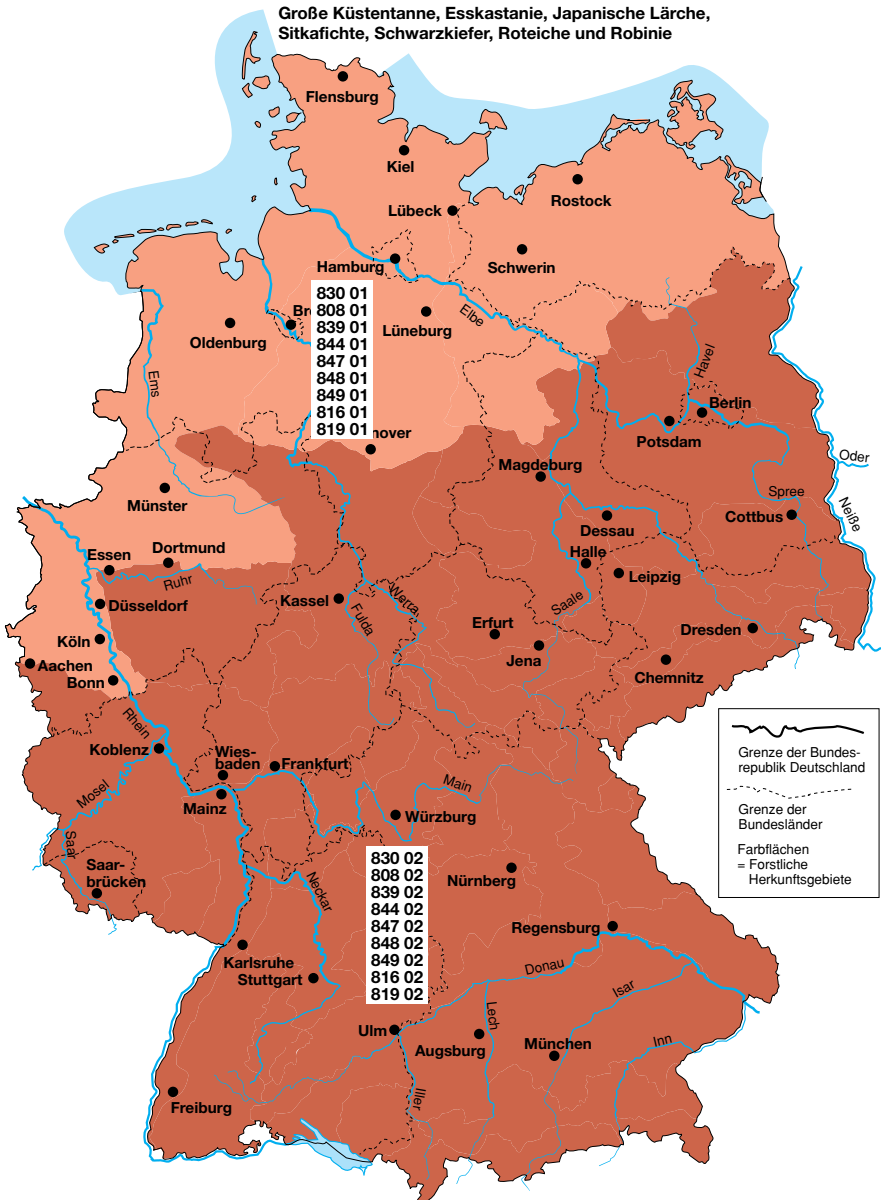 Große Küstentanne, Esskastanie, Japanische Lärche,
Sitkafichte, Schwarzkiefer, Roteiche und Robinie
Flensburg
Kiel
Rostock
Lübeck
Schwerin
Hamburg
830 01
808 01
839 01
844 01
847 01
848 01
849 01
816 01
819 01
Bre
Elbe
Lüneburg
Oldenburg
Ems
nover
Havel
Berlin
Potsdam
Oder
Magdeburg
Spree
Neiße
Münster
Cottbus
Dessau
Essen
Dortmund
Halle
Leipzig
Ruhr
Düsseldorf
Kassel
Werra
Fulda
Saale
Erfurt
Dresden
Köln
Jena
Aachen
Chemnitz
Bonn
Rhein
Koblenz
Wies-
baden
Frankfurt
Mosel
Mainz
Main
Würzburg
Grenze der Bundes-
republik Deutschland
Grenze der
Bundesländer
Farbflächen
= Forstliche
Herkunftsgebiete
Saar
Saar-
brücken
830 02
808 02
839 02
844 02
847 02
848 02
849 02
816 02
819 02
Neckar
Nürnberg
Regensburg
Karlsruhe
Stuttgart
Donau
Isar
Lech
Ulm
Augsburg
München
Inn
Iller
Freiburg